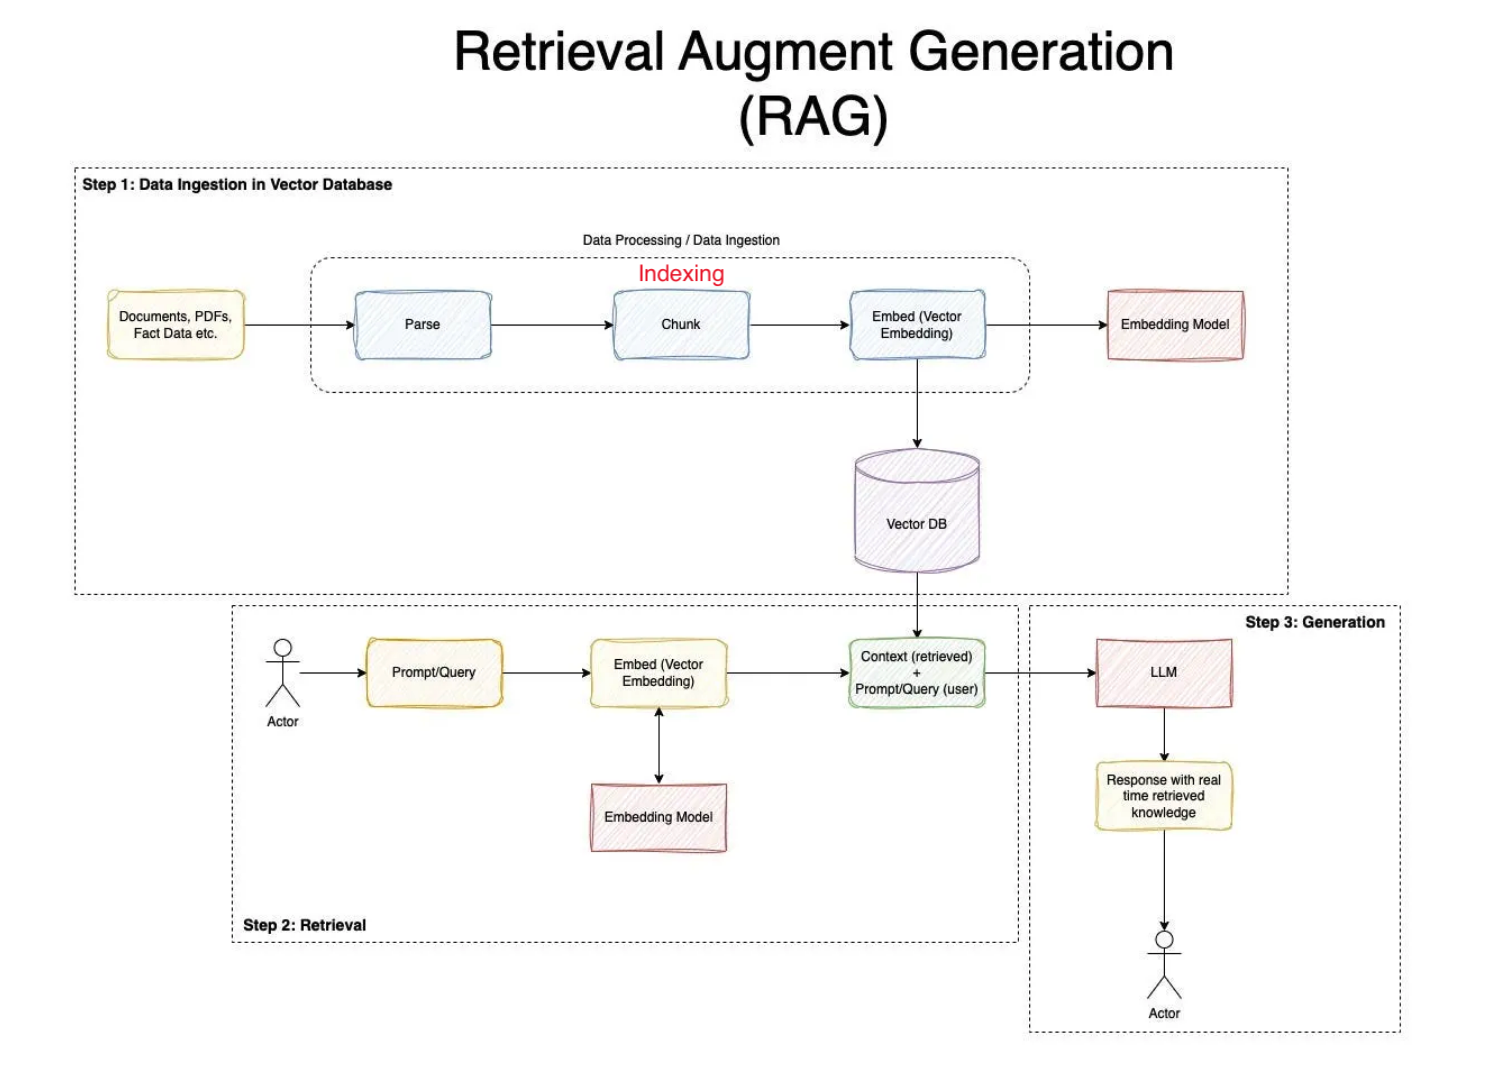 Retrieval Augment Generation
(RAG)
Step 1: Data Ingestion in Vector Database
Data Processing / Data Ingestion
Indexing
Documents, PDFs,
Fact Data etc.
Parse
Chunk
Embed (Vector
Embedding)
Embedding Model
Vector DB
Step 3: Generation
Actor
Prompt/Query
Embed (Vector
Embedding)
Context (retrieved)
+
Prompt/Query (user)
LLM
Embedding Model
Response with real
time retrieved
knowledge
Step 2: Retrieval
Actor